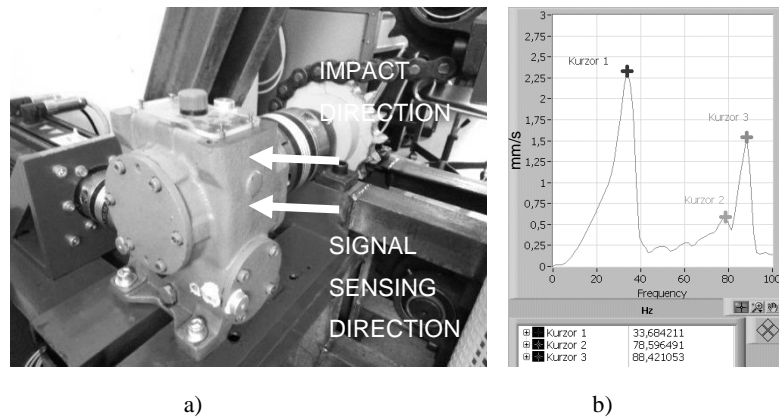 IMPACT
DIRECTION
SIGNAL
SENSING
DIRECTION
a)
3
2,75
2,5
2,25
2
1,75
1,5
1,25
1
0,75
0,5
0,25
0
mm/s
Kurzor 1
Kurzor 3
Kurzor 2
0 20 40 60 80 100
Frequency
Hz
Kurzor 1 33,684211
Kurzor 2 78,596491
Kurzor 3 88,421053
b)